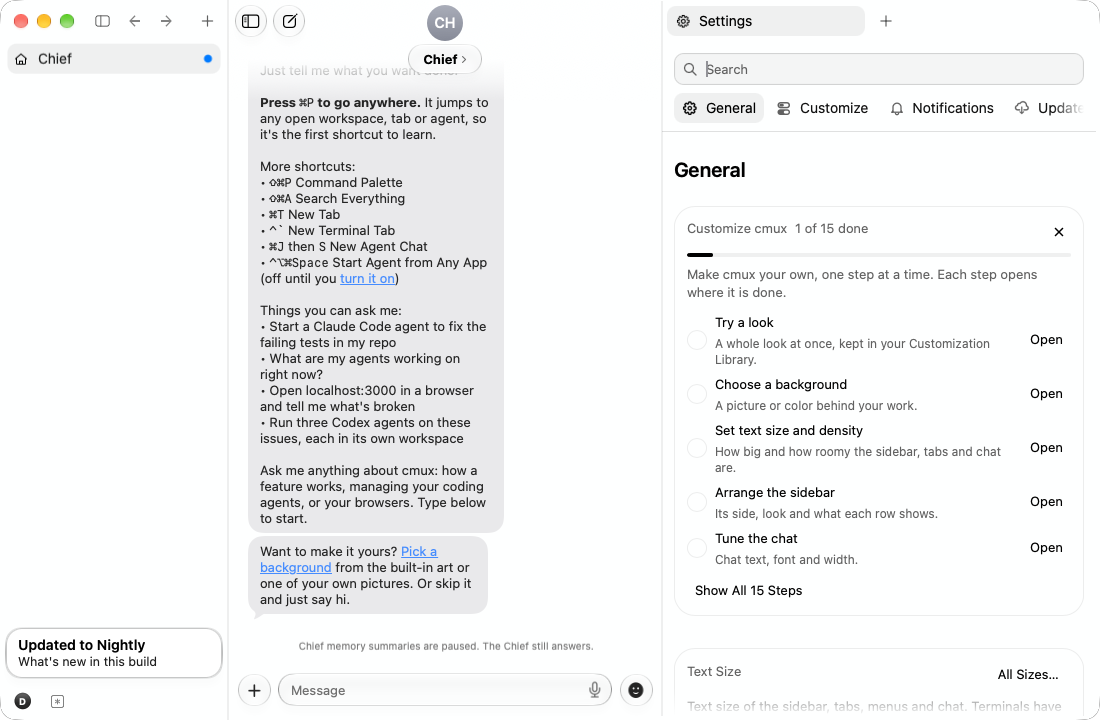 Chief
Updated to Nightly
What's new in this build
D
CH
Chief
Just tell me what you want done.
Press ⌘P to go anywhere. It jumps to
any open workspace, tab or agent, so
it's the first shortcut to learn.
More shortcuts:
• ⇧⌘P Command Palette
• ⇧⌘A Search Everything
• ⌘T New Tab
• ^` New Terminal Tab
• ⌘J then S New Agent Chat
• ^⌥⌘Space Start Agent from Any App
(off until you turn it on)
Things you can ask me:
• Start a Claude Code agent to fix the
failing tests in my repo
• What are my agents working on
right now?
• Open localhost:3000 in a browser
and tell me what's broken
• Run three Codex agents on these
issues, each in its own workspace
Ask me anything about cmux: how a
feature works, managing your coding
agents, or your browsers. Type below
to start.
Want to make it yours? Pick a
background from the built-in art or
one of your own pictures. Or skip it
and just say hi.
Chief memory summaries are paused. The Chief still answers.
Message
Settings
Search
General
Customize
Notifications
Update
General
Customize cmux 1 of 15 done
Make cmux your own, one step at a time. Each step opens
where it is done.
Try a look
A whole look at once, kept in your Customization
Library.
Open
Choose a background
A picture or color behind your work.
Open
Set text size and density
How big and how roomy the sidebar, tabs and chat
are.
Open
Arrange the sidebar
Its side, look and what each row shows.
Open
Tune the chat
Chat text, font and width.
Open
Show All 15 Steps
Text Size
All Sizes...
Text size of the sidebar, tabs, menus and chat. Terminals have